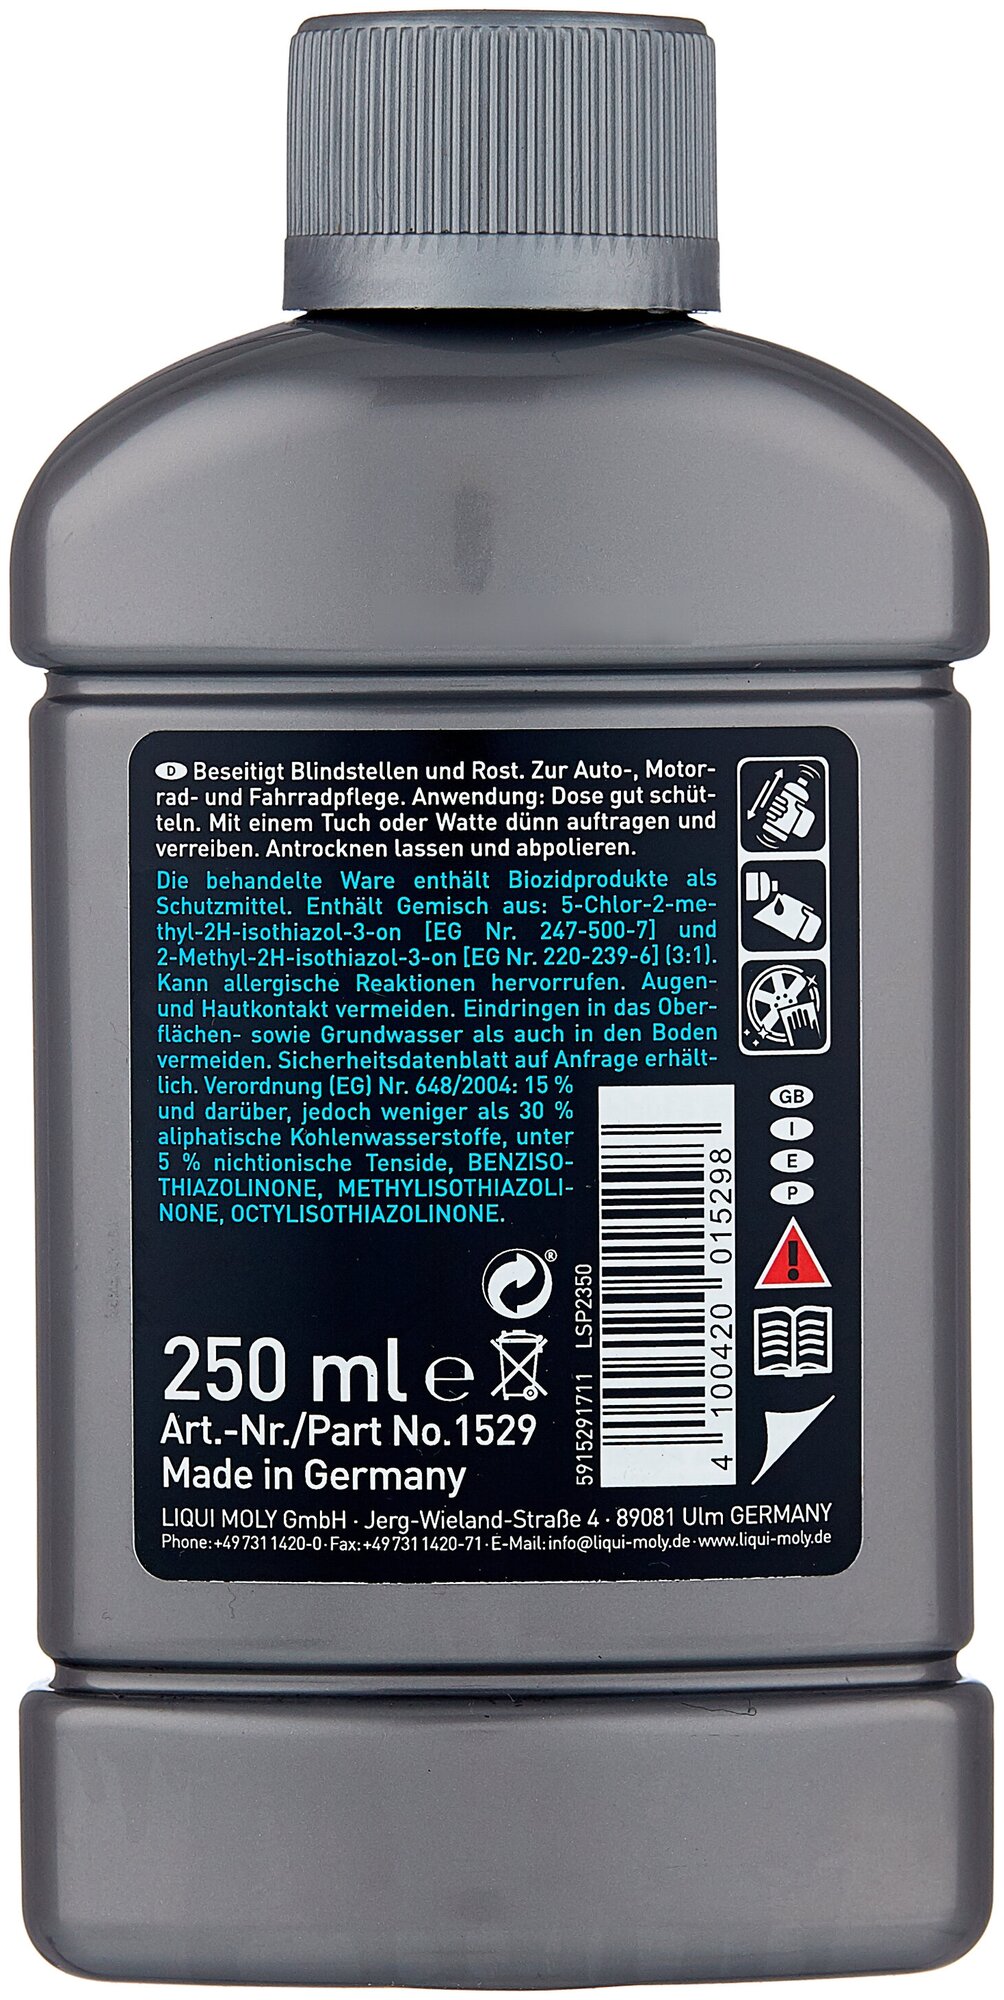 D Beseitigt Blindstellen und Rost. Zur Auto-, Motor-
rad- und Fahrradpflege. Anwendung: Dose gut schüt-
teln. Mit einem Tuch oder Watte dünn auftragen und
verreiben. Antrocknen lassen und abpolieren.
Die behandelte Ware enthält Biozidprodukte als
Schutzmittel. Enthält Gemisch aus: 5-Chlor-2-me-
thyl-2H-isothiazol-3-on [EG Nr. 247-500-7] und
2-Methyl-2H-isothiazol-3-on [EG Nr. 220-239-6] (3:1).
Kann allergische Reaktionen hervorrufen. Augen-
und Hautkontakt vermeiden. Eindringen in das Ober-
flächen- sowie Grundwasser als auch in den Boden
vermeiden. Sicherheitsdatenblatt auf Anfrage erhält-
lich. Verordnung (EG) Nr. 648/2004: 15 %
und darüber, jedoch weniger als 30 %
aliphatische Kohlenwasserstoffe, unter
5 % nichtionische Tenside, BENZISO-
THIAZOLINONE, METHYLISOTHIAZOLI-
NONE, OCTYLISOTHIAZOLINONE.
GB
I
E
P
®
5915291711 LSP2350
4 100420 015298
250 ml e
Art.-Nr./Part No.1529
Made in Germany
LIQUI MOLY GmbH · Jerg-Wieland-Straße 4 · 89081 Ulm GERMANY
Phone:+497311420-0·Fax:+497311420-71·E-Mail:info@liqui-moly.de·www.liqui-moly.de